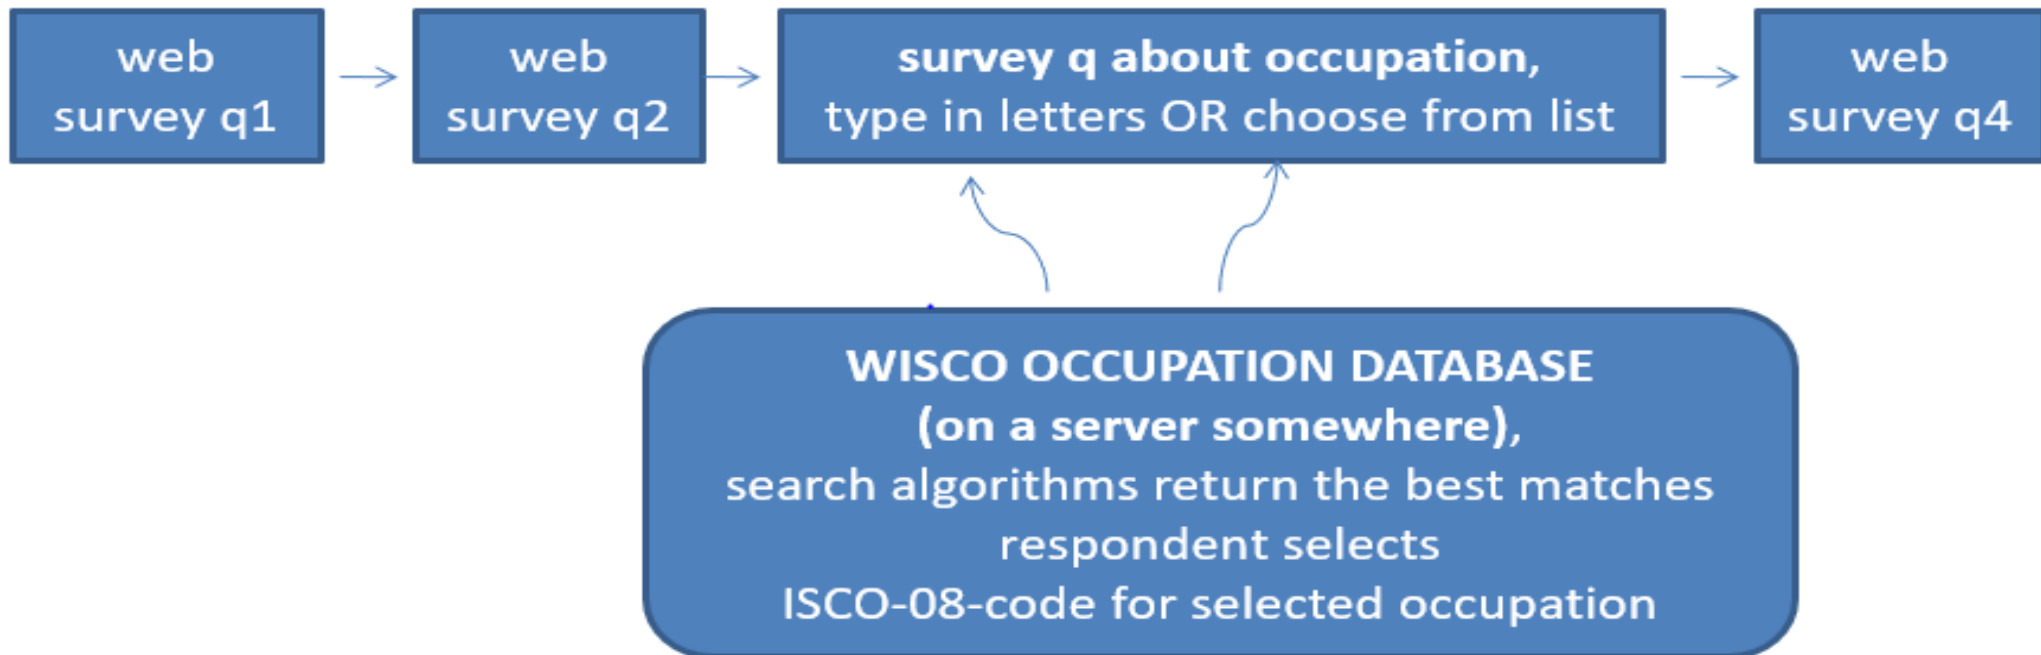 web
survey q1
web
survey q2
survey q about occupation,
type in letters OR choose from list
web
survey q4
WISCO OCCUPATION DATABASE
(on a server somewhere),
search algorithms return the best matches
respondent selects
ISCO-08-code for selected occupation